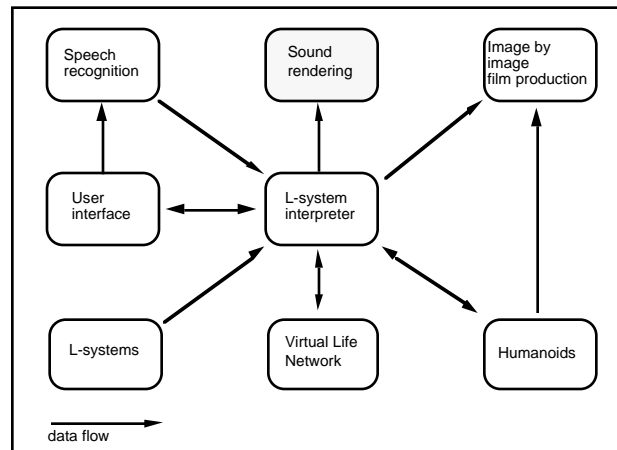 Speech
recognition
Sound
rendering
Image by
image
film production
User
interface
L-system
interpreter
L-systems
Virtual Life
Network
Humanoids
data flow